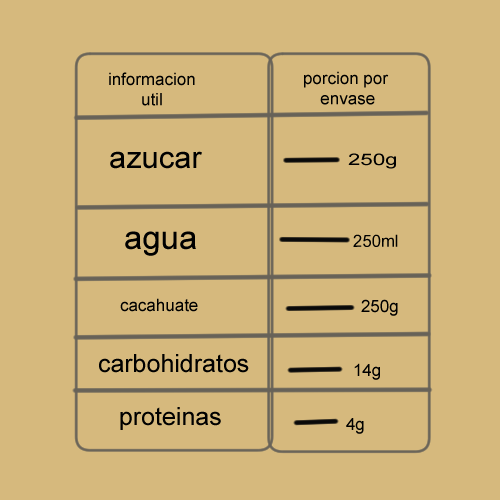 informacion
util
porcion por
envase
azucar
250g
agua
250ml
cacahuate
250g
carbohidratos
14g
proteinas
4g